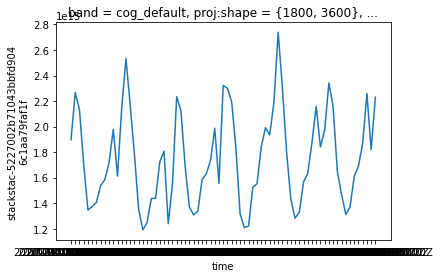 1e15
band = cog_default, proj:shape = {1800, 3600}, ...
2.8
2.6
2.4
2.2
2.0
1.8
1.6
1.4
1.2
stackstac-5227002b71043bbfd904
6c1aa79faf1f
time